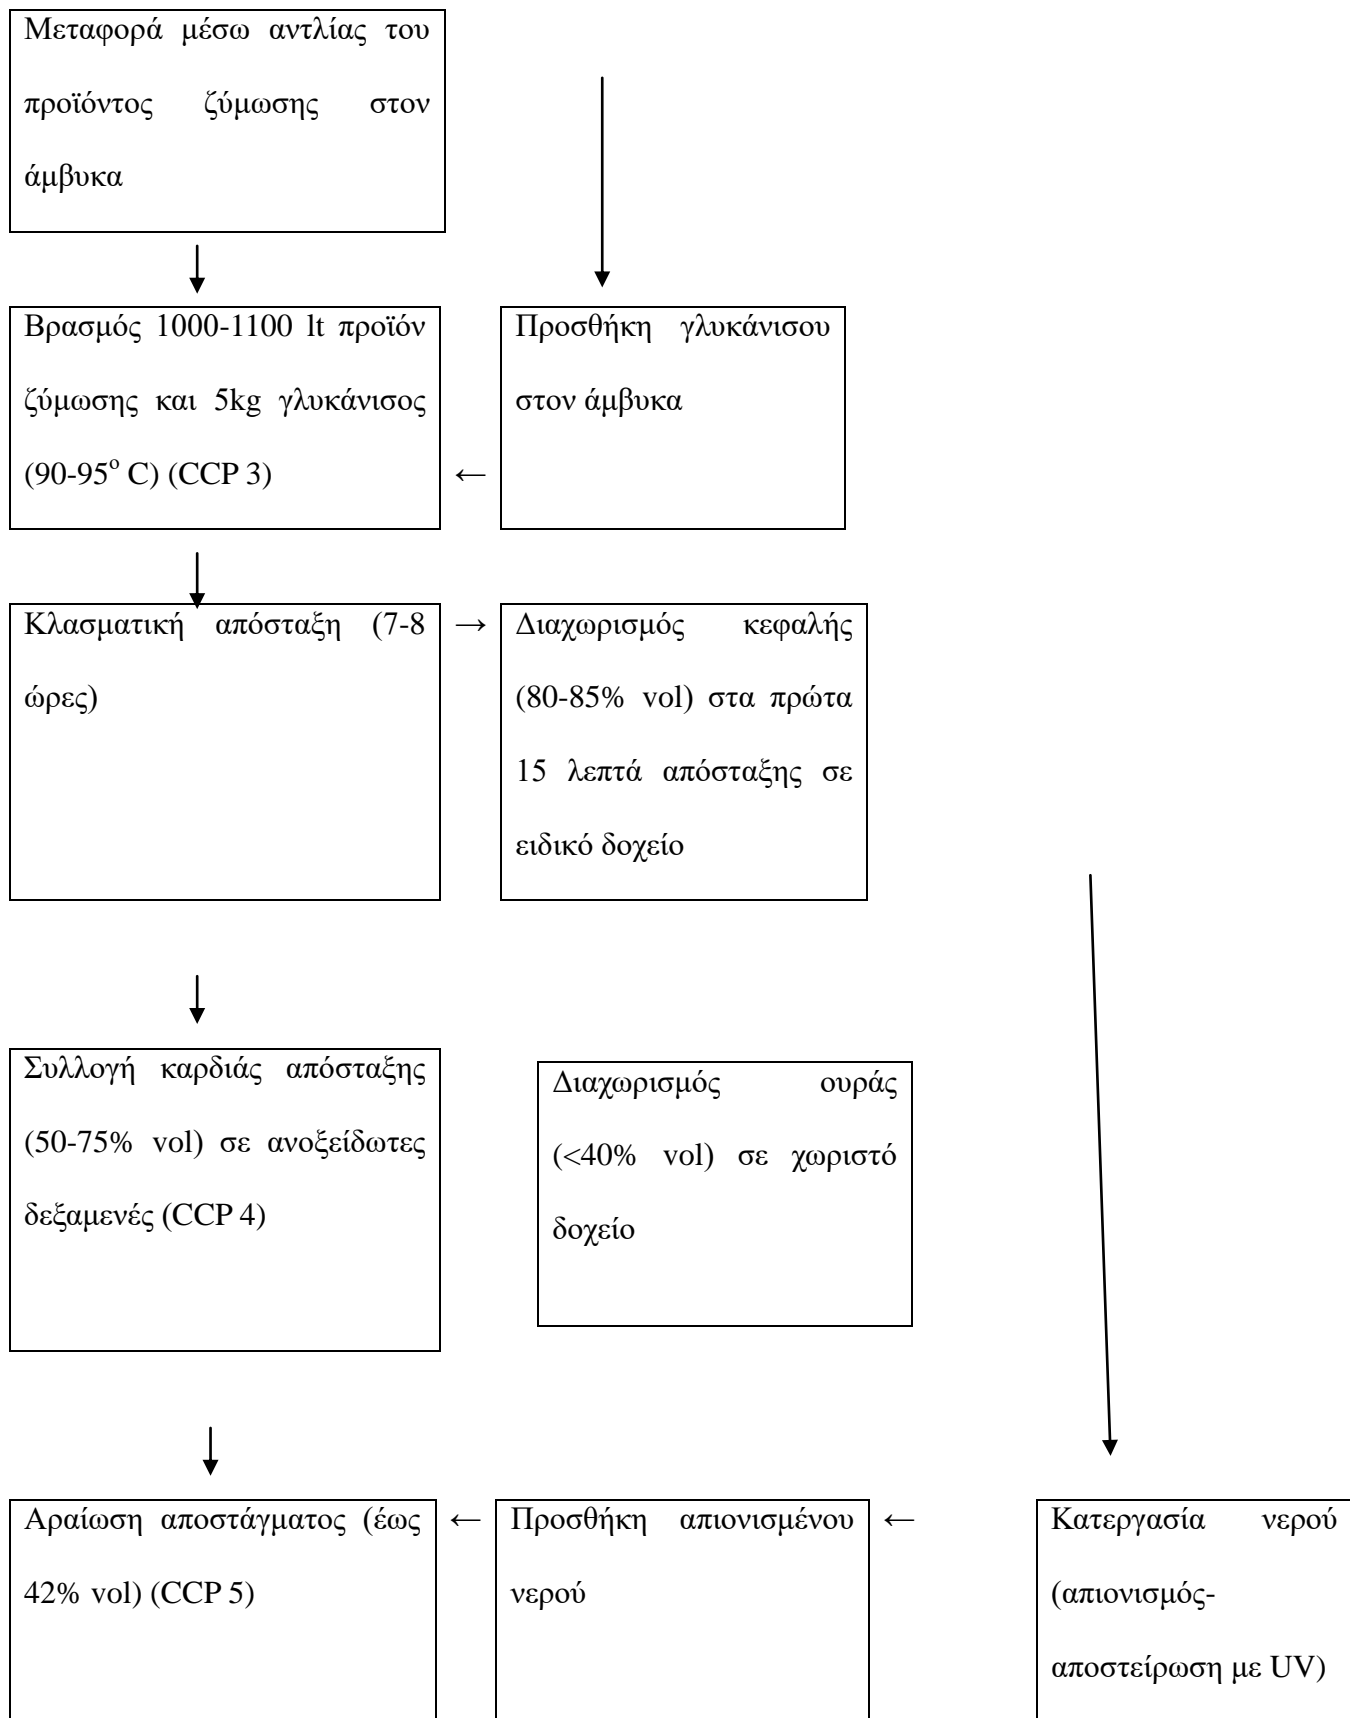 Μεταφορά μέσω αντλίας του
προϊόντος ζύμωσης στον
άμβυκα
Βρασμός 1000-1100 lt προϊόν
ζύμωσης και 5kg γλυκάνισος
(90-95º C) (CCP 3)
←
Προσθήκη γλυκάνισου
στον άμβυκα
Κλασματική απόσταξη (7-8
ώρες)
→
Διαχωρισμός κεφαλής
(80-85% vol) στα πρώτα
15 λεπτά απόσταξης σε
ειδικό δοχείο
Συλλογή καρδιάς απόσταξης
(50-75% vol) σε ανοξείδωτες
δεξαμενές (CCP 4)
Διαχωρισμός ουράς
(<40% vol) σε χωριστό
δοχείο
Αραίωση αποστάγματος (έως
42% vol) (CCP 5)
←
Προσθήκη απιονισμένου
νερού
←
Κατεργασία νερού
(απιονισμός-
αποστείρωση με UV)